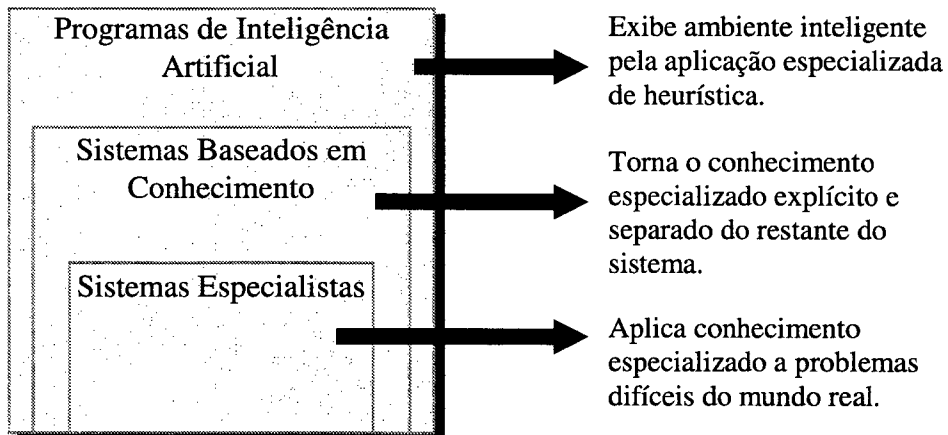 Programas de Inteligência
Artificial
Exibe ambiente inteligente
pela aplicação especializada
de heurística.
Sistemas Baseados em
Conhecimento
Torna o conhecimento
especializado explícito e
separado do restante do
sistema.
Sistemas Especialistas
Aplica conhecimento
especializado a problemas
difíceis do mundo real.